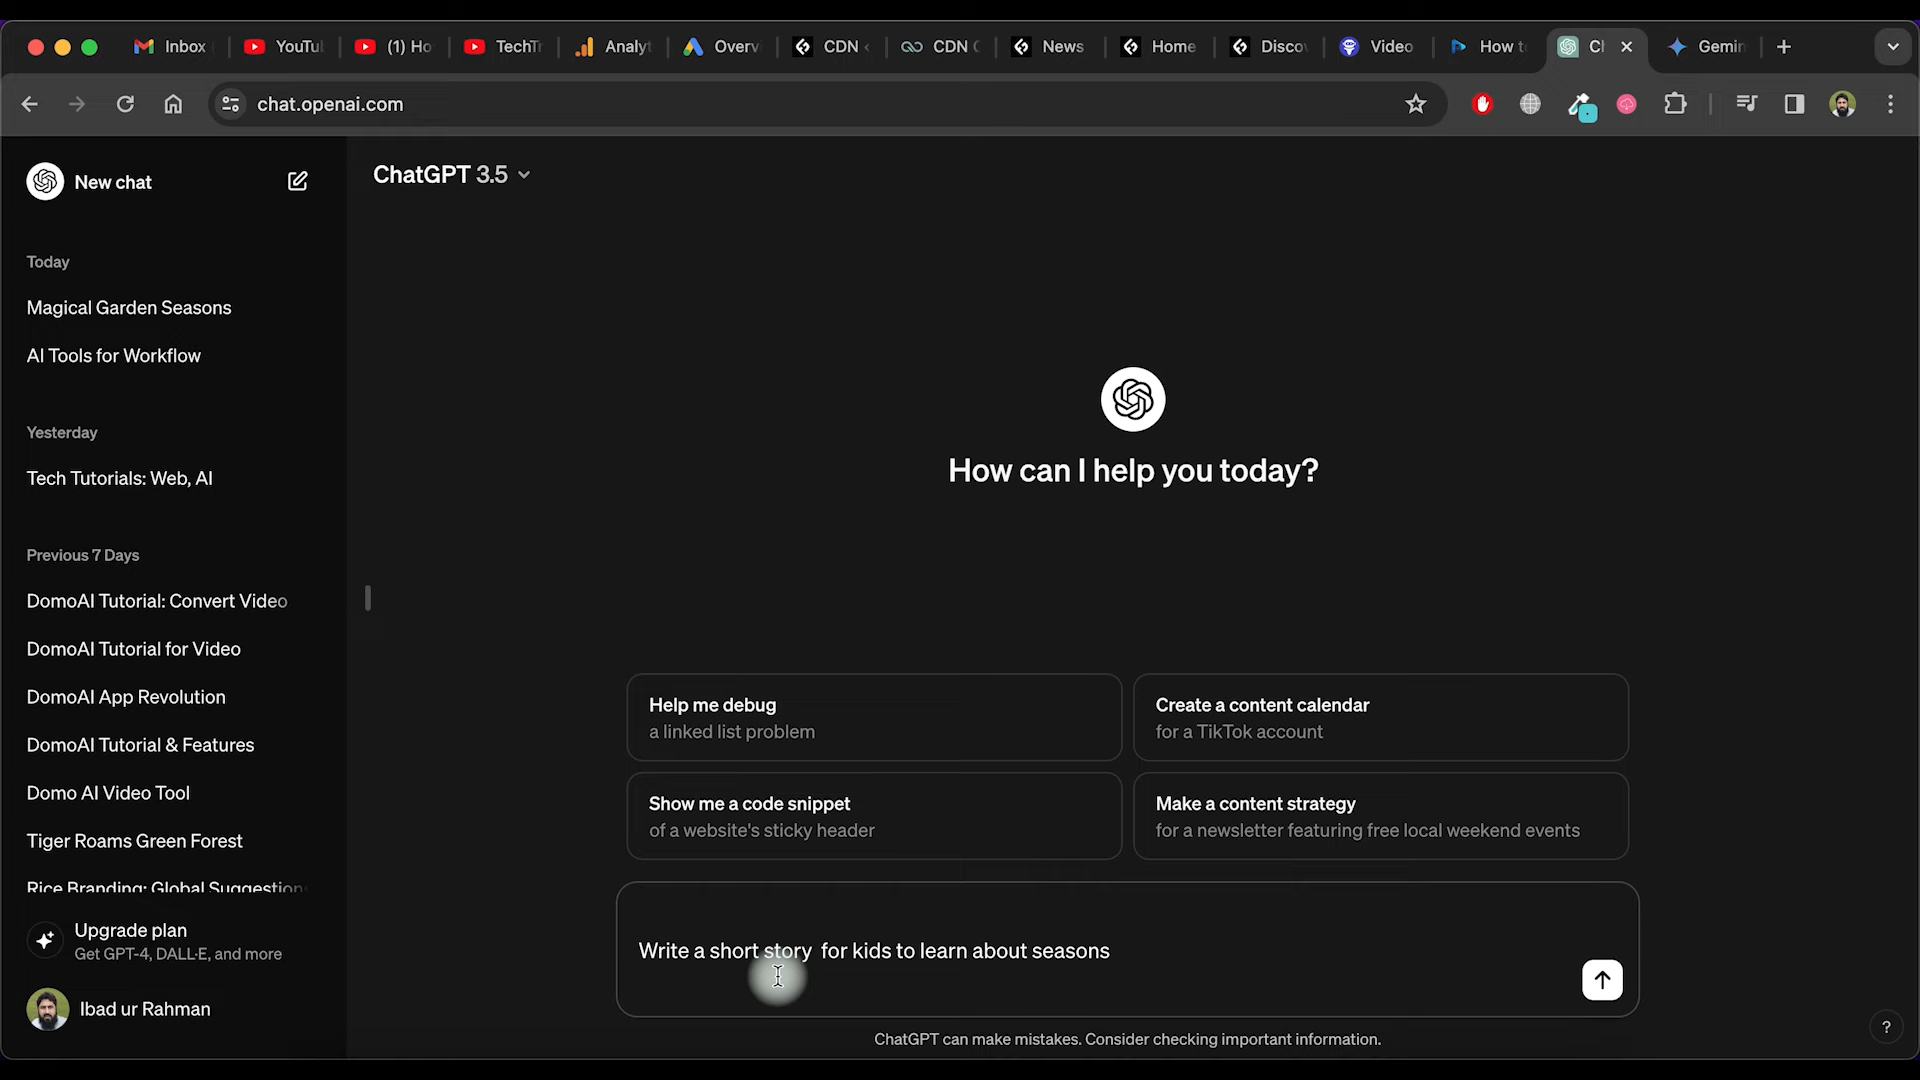 Inbox
YouTu
(1) Ho
TechTr
Analyt
Overv
CDN
CDN
News
Home
Discov
Video
How t
Ch
Gemin
chat.openai.com
New chat
ChatGPT 3.5
Today
Magical Garden Seasons
AI Tools for Workflow
Yesterday
Tech Tutorials: Web, AI
Previous 7 Days
DomoAI Tutorial: Convert Video
DomoAI Tutorial for Video
DomoAI App Revolution
DomoAI Tutorial & Features
Domo AI Video Tool
Tiger Roams Green Forest
Rice Branding: Global Suggestion
Upgrade plan
Get GPT-4, DALL·E, and more
Ibad ur Rahman
How can I help you today?
Help me debug
a linked list problem
Create a content calendar
for a TikTok account
Show me a code snippet
of a website's sticky header
Make a content strategy
for a newsletter featuring free local weekend events
Write a short story  for kids to learn about seasons
ChatGPT can make mistakes. Consider checking important information.
?